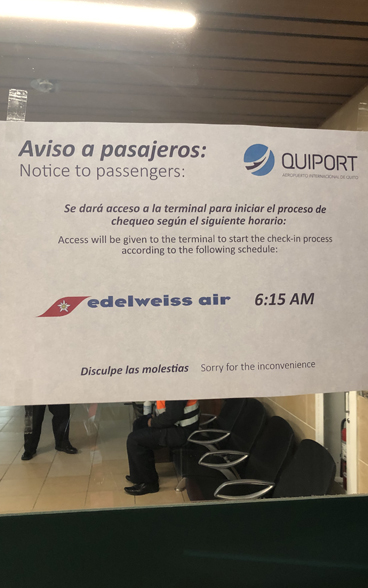 Aviso a pasajeros:
Notice to passengers:
QUIPORT
AEROPUERTO INTERNACIONAL DE QUITO
Se dará acceso a la terminal para iniciar el proceso de
chequeo según el siguiente horario:
Access will be given to the terminal to start the check-in process
according to the following schedule:
edelweiss air 6:15 AM
Disculpe las molestias Sorry for the inconvenience